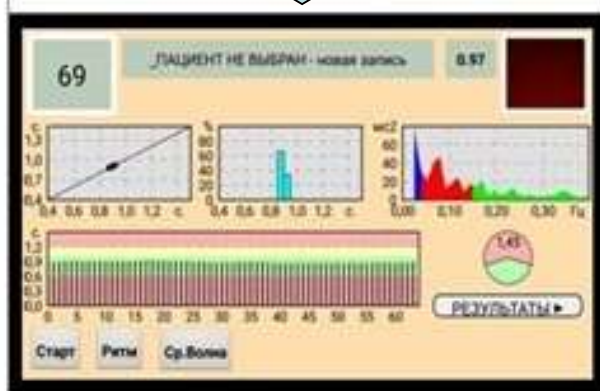 69
_ПАЦИЕНТ НЕ ВЫБРАН - новая запись
0.97
с.
1,3
1,0
0,7
0,4
0,4 0,6 0,8 1,0 1,2 с.
%
80
60
40
20
0,4 0,6 0,8 1,0 1,2 с.
мс2
60
40
20
0
0,00 0,10 0,20 0,30 Гц
с.
1,2
0,9
0,6
0,3
0,0
0 5 10 15 20 25 30 35 40 45 50 55 60
1,45
РЕЗУЛЬТАТЫ ▶
Старт
Ритм
Ср.Волна